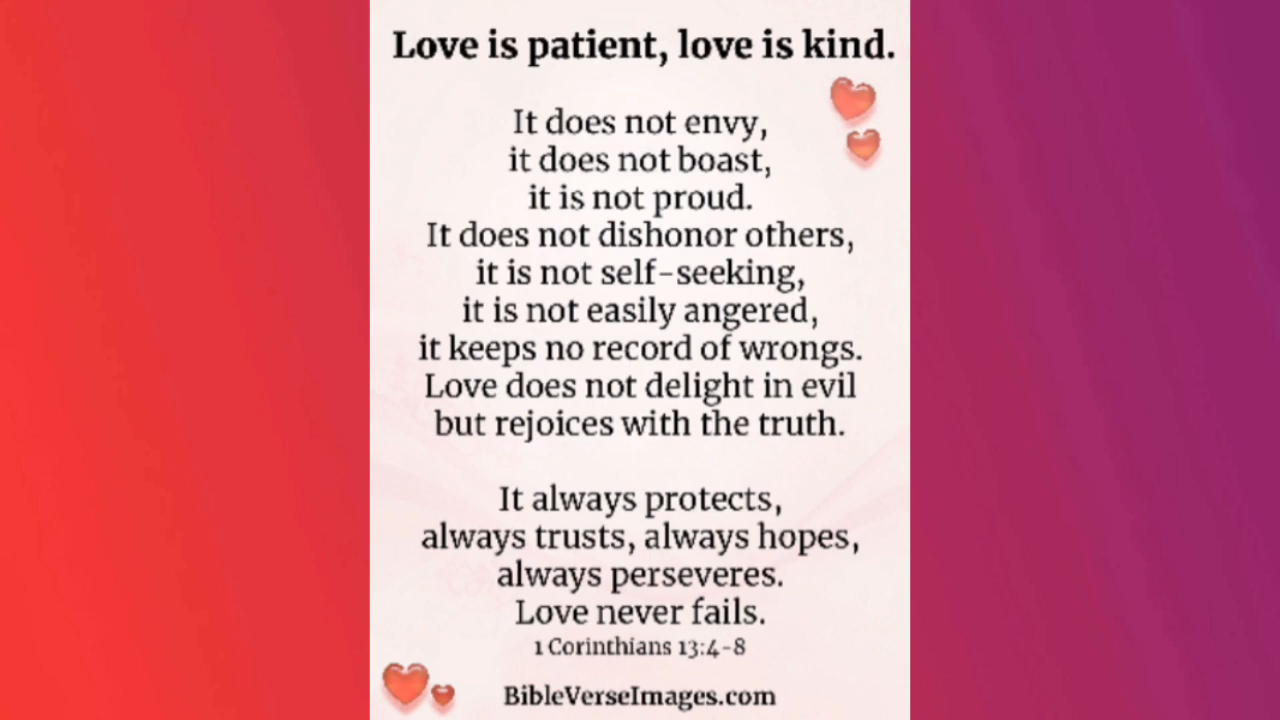 Love is patient, love is kind.
It does not envy,
it does not boast,
it is not proud.
It does not dishonor others,
it is not self-seeking,
it is not easily angered,
it keeps no record of wrongs.
Love does not delight in evil
but rejoices with the truth.
It always protects,
always trusts, always hopes,
always perseveres.
Love never fails.
1 Corinthians 13:4-8
BibleVerseImages.com